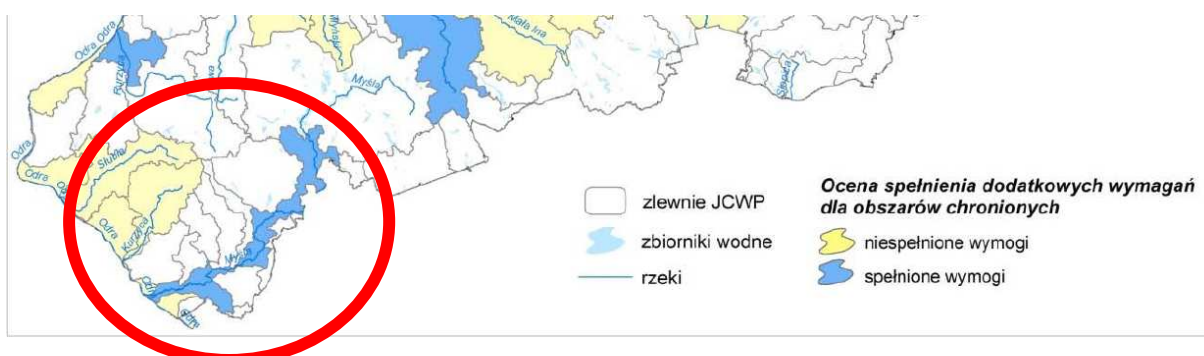 Odra Odra
Mała Ina
Rurzyca
Myśla
Odra
Słubia
Odra
Odra
Kurzyca
Myśla
Ocena spełnienia dodatkowych wymagań
dla obszarów chronionych
zlewnie JCWP
niespełnione wymogi
zbiorniki wodne
spełnione wymogi
rzeki